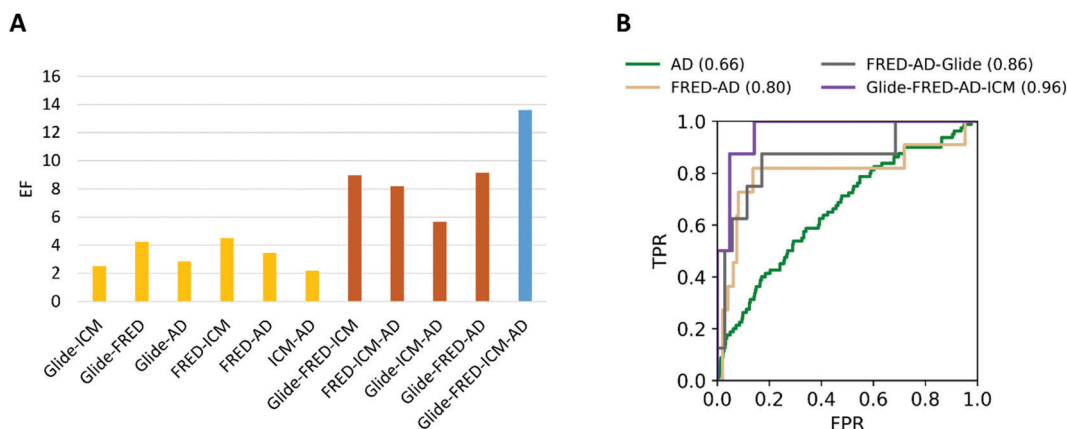 A
EF
16
14
12
10
8
6
4
2
0
Glide-ICM
Glide-FRED
Glide-AD
FRED-ICM
FRED-AD
ICM-AD
Glide-FRED-ICM
FRED-ICM-AD
Glide-ICM-AD
Glide-FRED-AD
Glide-FRED-ICM-AD
B
AD (0.66)
FRED-AD (0.80)
FRED-AD-Glide (0.86)
Glide-FRED-AD-ICM (0.96)
TPR
1.0
0.8
0.6
0.4
0.2
0.0
0.0 0.2 0.4 0.6 0.8 1.0
FPR